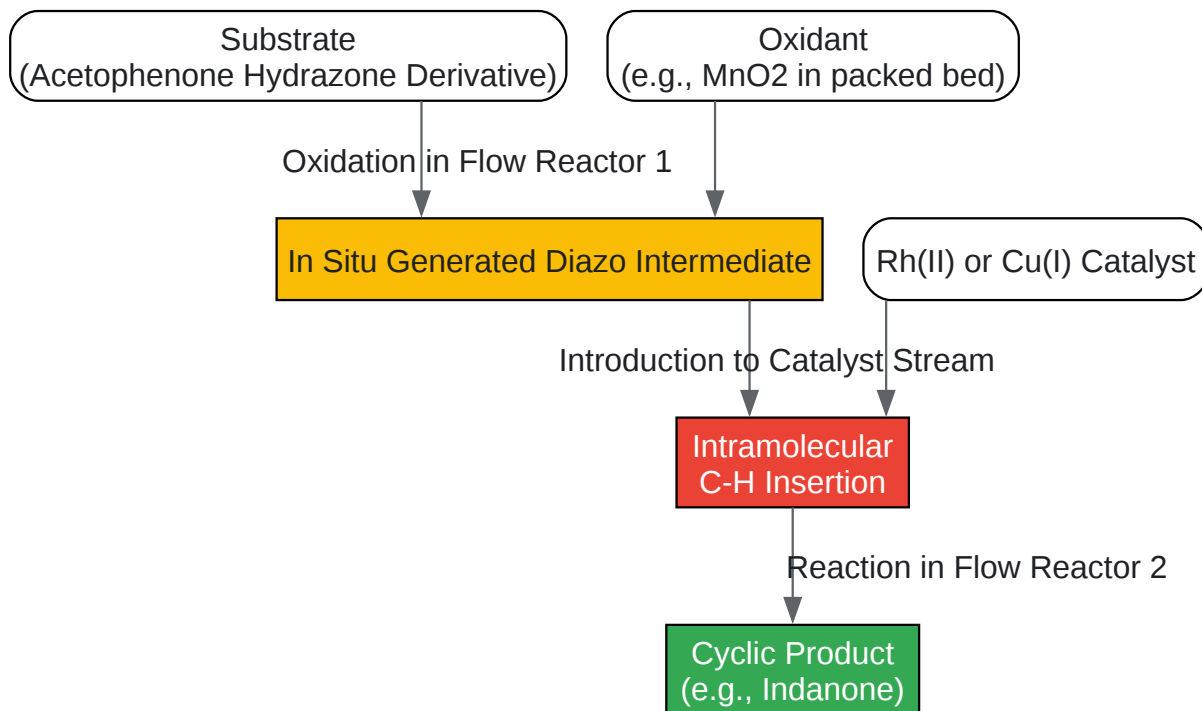 Substrate
(Acetophenone Hydrazone Derivative)
Oxidant
(e.g., MnO2 in packed bed)
Oxidation in Flow Reactor 1
In Situ Generated Diazo Intermediate
Rh(II) or Cu(I) Catalyst
Introduction to Catalyst Stream
Intramolecular
C-H Insertion
Reaction in Flow Reactor 2
Cyclic Product
(e.g., Indanone)